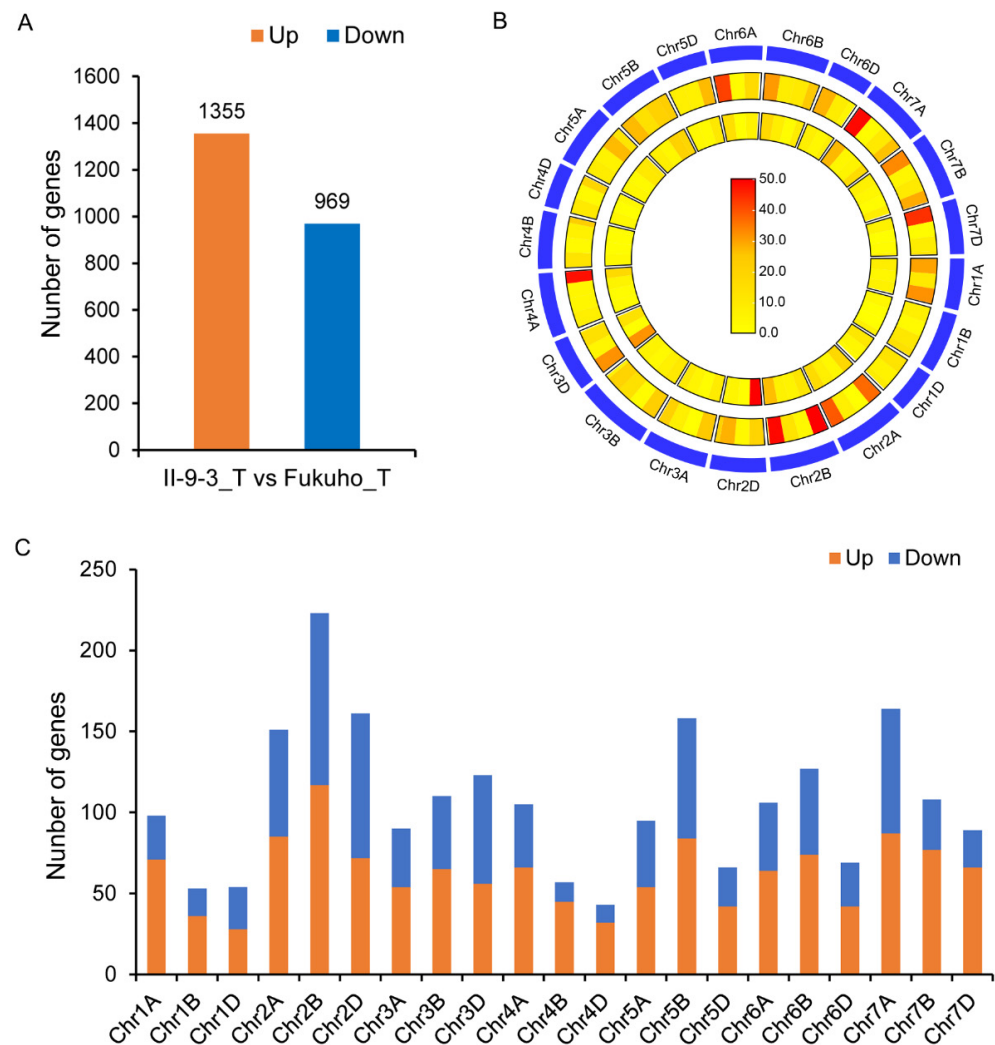 A
Up Down
Nunber of genes
1600
1400
1200
1000
800
600
400
200
0
1355
969
II-9-3_T vs Fukuho_T
B
Chr6A
Chr6B
Chr6D
Chr7A
Chr7B
Chr7D
Chr1A
Chr1B
Chr1D
Chr2A
Chr2B
Chr2D
Chr3A
Chr3B
Chr3D
Chr4A
Chr4B
Chr4D
Chr5A
Chr5B
Chr5D
50.0
40.0
30.0
20.0
10.0
0.0
C
Up Down
Nunber of genes
250
200
150
100
50
0
Chr1A
Chr1B
Chr1D
Chr2A
Chr2B
Chr2D
Chr3A
Chr3B
Chr3D
Chr4A
Chr4B
Chr4D
Chr5A
Chr5B
Chr5D
Chr6A
Chr6B
Chr6D
Chr7A
Chr7B
Chr7D